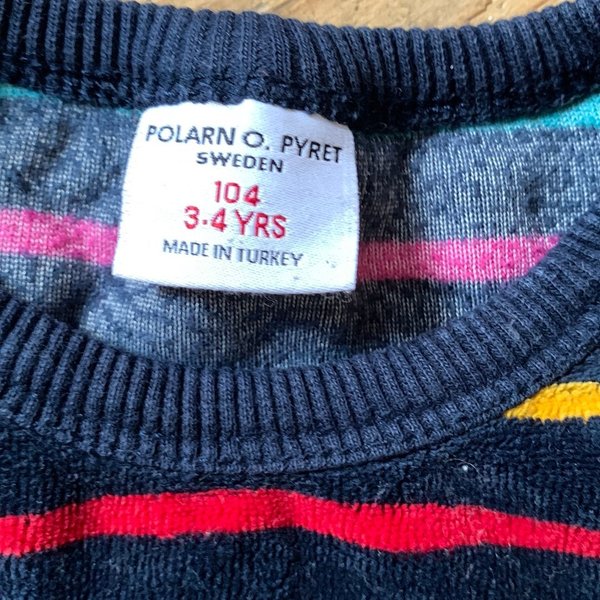 POLARN O. PYRET
SWEDEN
104
3-4 YRS
MADE IN TURKEY